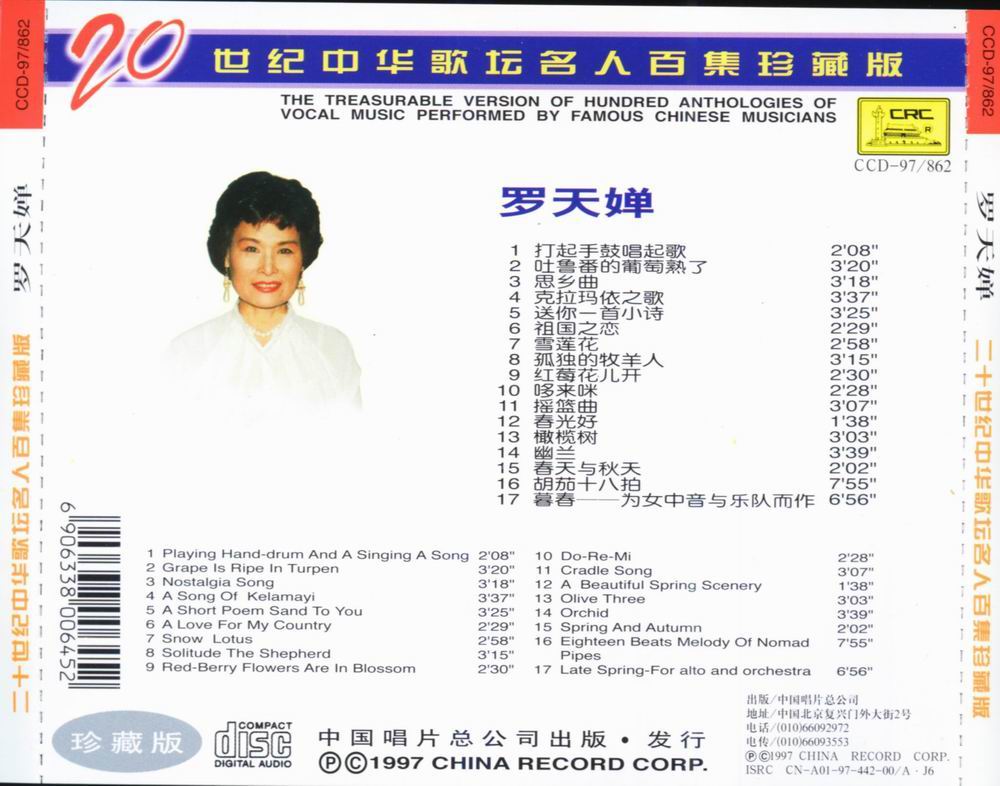 20世纪中华歌坛名人百集珍藏版
THE TREASURABLE VERSION OF HUNDRED ANTHOLOGIES OF
VOCAL MUSIC PERFORMED BY FAMOUS CHINESE MUSICIANS
CRC
R
CCD-97/862
CCD-97/862
罗天婵
二十世纪中华歌坛名人百集珍藏版
罗天婵
1 打起手鼓唱起歌 2'08"
2 吐鲁番的葡萄熟了 3'20"
3 思乡曲 3'18"
4 克拉玛依之歌 3'37"
5 送你一首小诗 3'25"
6 祖国之恋 2'29"
7 雪莲花 2'58"
8 孤独的牧羊人 3'15"
9 红莓花儿开 2'30"
10 哆来咪 2'28"
11 摇篮曲 3'07"
12 春光好 1'38"
13 橄榄树 3'03"
14 幽兰 3'39"
15 春天与秋天 2'02"
16 胡茄十八拍 7'55"
17 暮春——为女中音与乐队而作 6'56"
6 906338 006452
1 Playing Hand-drum And A Singing A Song 2'08"
2 Grape Is Ripe In Turpen 3'20"
3 Nostalgia Song 3'18"
4 A Song Of Kelamayi 3'37"
5 A Short Poem Sand To You 3'25"
6 A Love For My Country 2'29"
7 Snow Lotus 2'58"
8 Solitude The Shepherd 3'15"
9 Red-Berry Flowers Are In Blossom 2'30"
10 Do-Re-Mi 2'28"
11 Cradle Song 3'07"
12 A Beautiful Spring Scenery 1'38"
13 Olive Three 3'03"
14 Orchid 3'39"
15 Spring And Autumn 2'02"
16 Eighteen Beats Melody Of Nomad 7'55"
Pipes
17 Late Spring-For alto and orchestra 6'56"
珍藏版
COMPACT
disc
DIGITAL AUDIO
中国唱片总公司出版·发行
Ⓟ©1997 CHINA RECORD CORP.
出版/中国唱片总公司
地址/中国北京复兴门外大街2号
电话/(010)66092972
电传/(010)66093553
Ⓟ©1997 CHINA RECORD CORP.
ISRC CN-A01-97-442-00/A·J6
CCD-97/862
罗天婵
二十世纪中华歌坛名人百集珍藏版